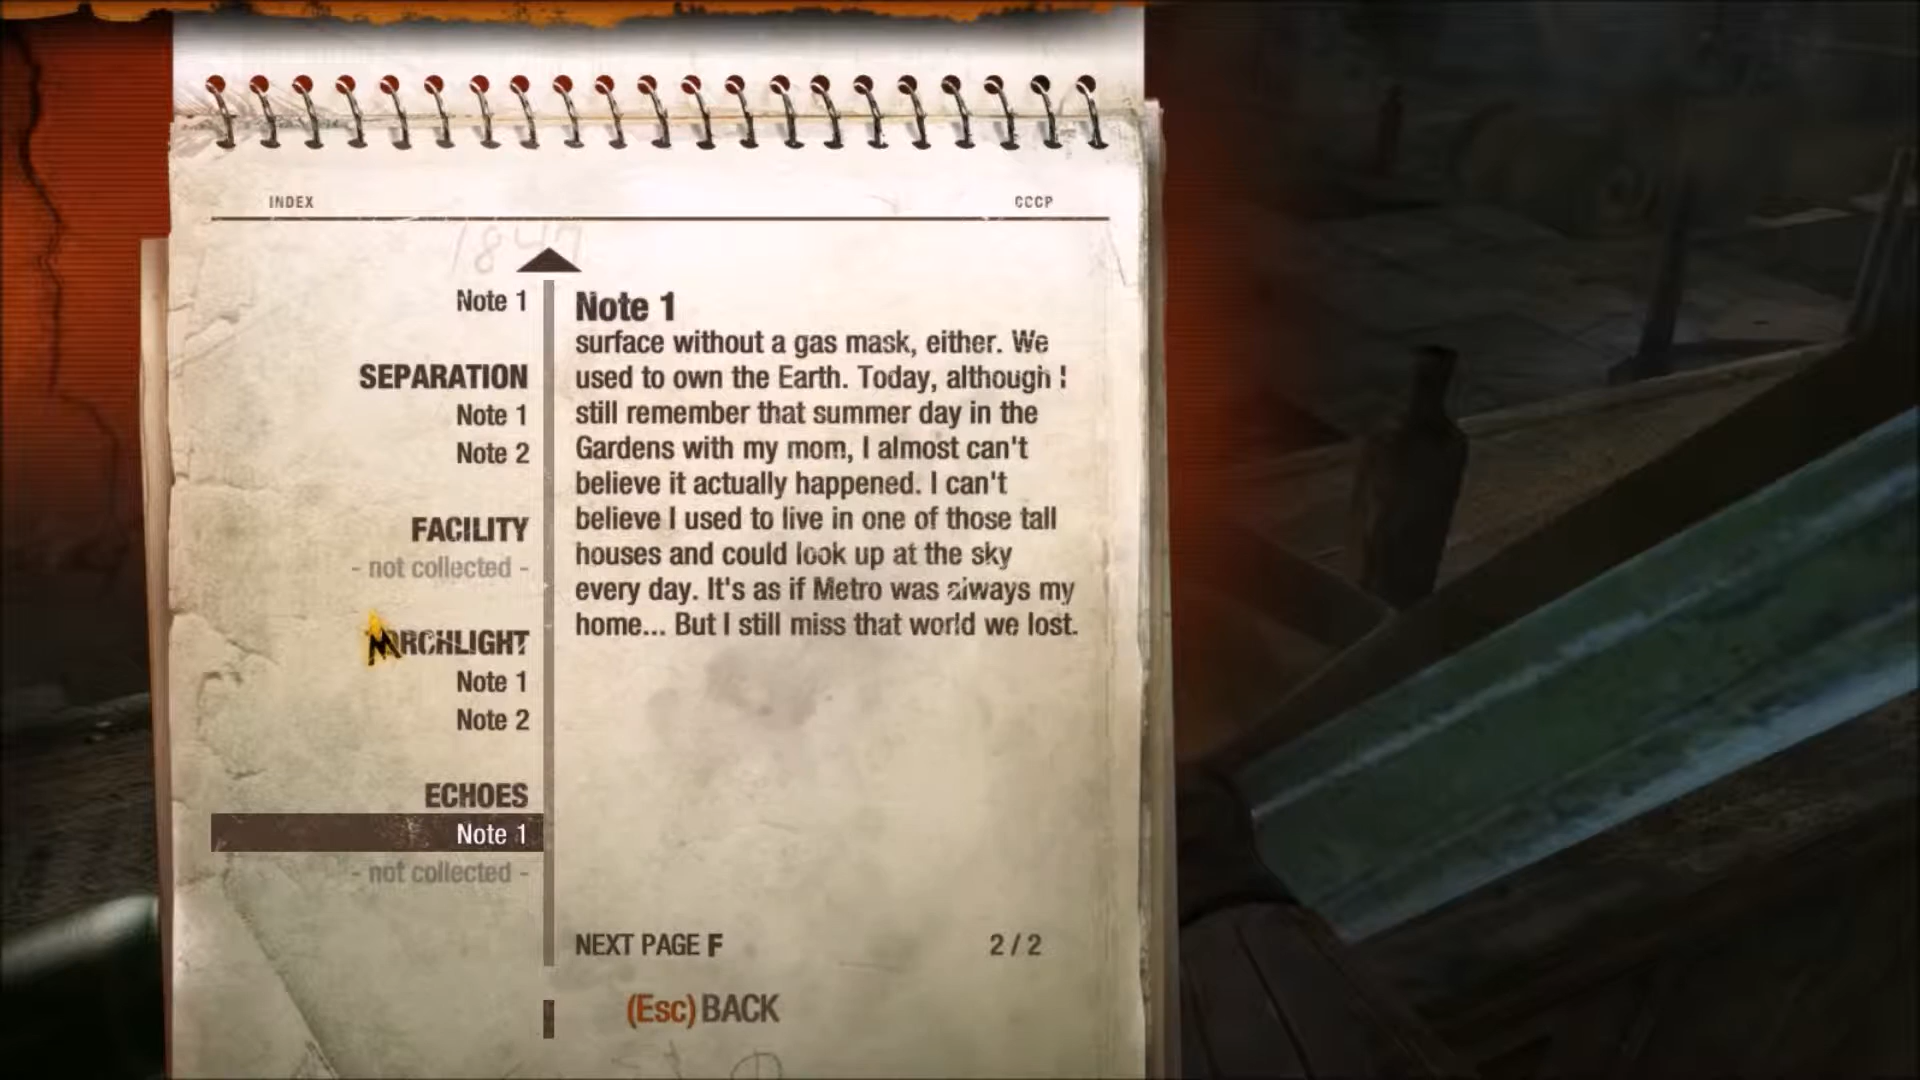 INDEX
CCCP
1847
Note 1
SEPARATION
Note 1
Note 2
FACILITY
- not collected -
RCHLIGHT
Note 1
Note 2
ECHOES
Note 1
- not collected -
Note 1
surface without a gas mask, either. We
used to own the Earth. Today, although I
still remember that summer day in the
Gardens with my mom, I almost can't
believe it actually happened. I can't
believe I used to live in one of those tall
houses and could look up at the sky
every day. It's as if Metro was always my
home... But I still miss that world we lost.
NEXT PAGE F
2 / 2
(Esc) BACK